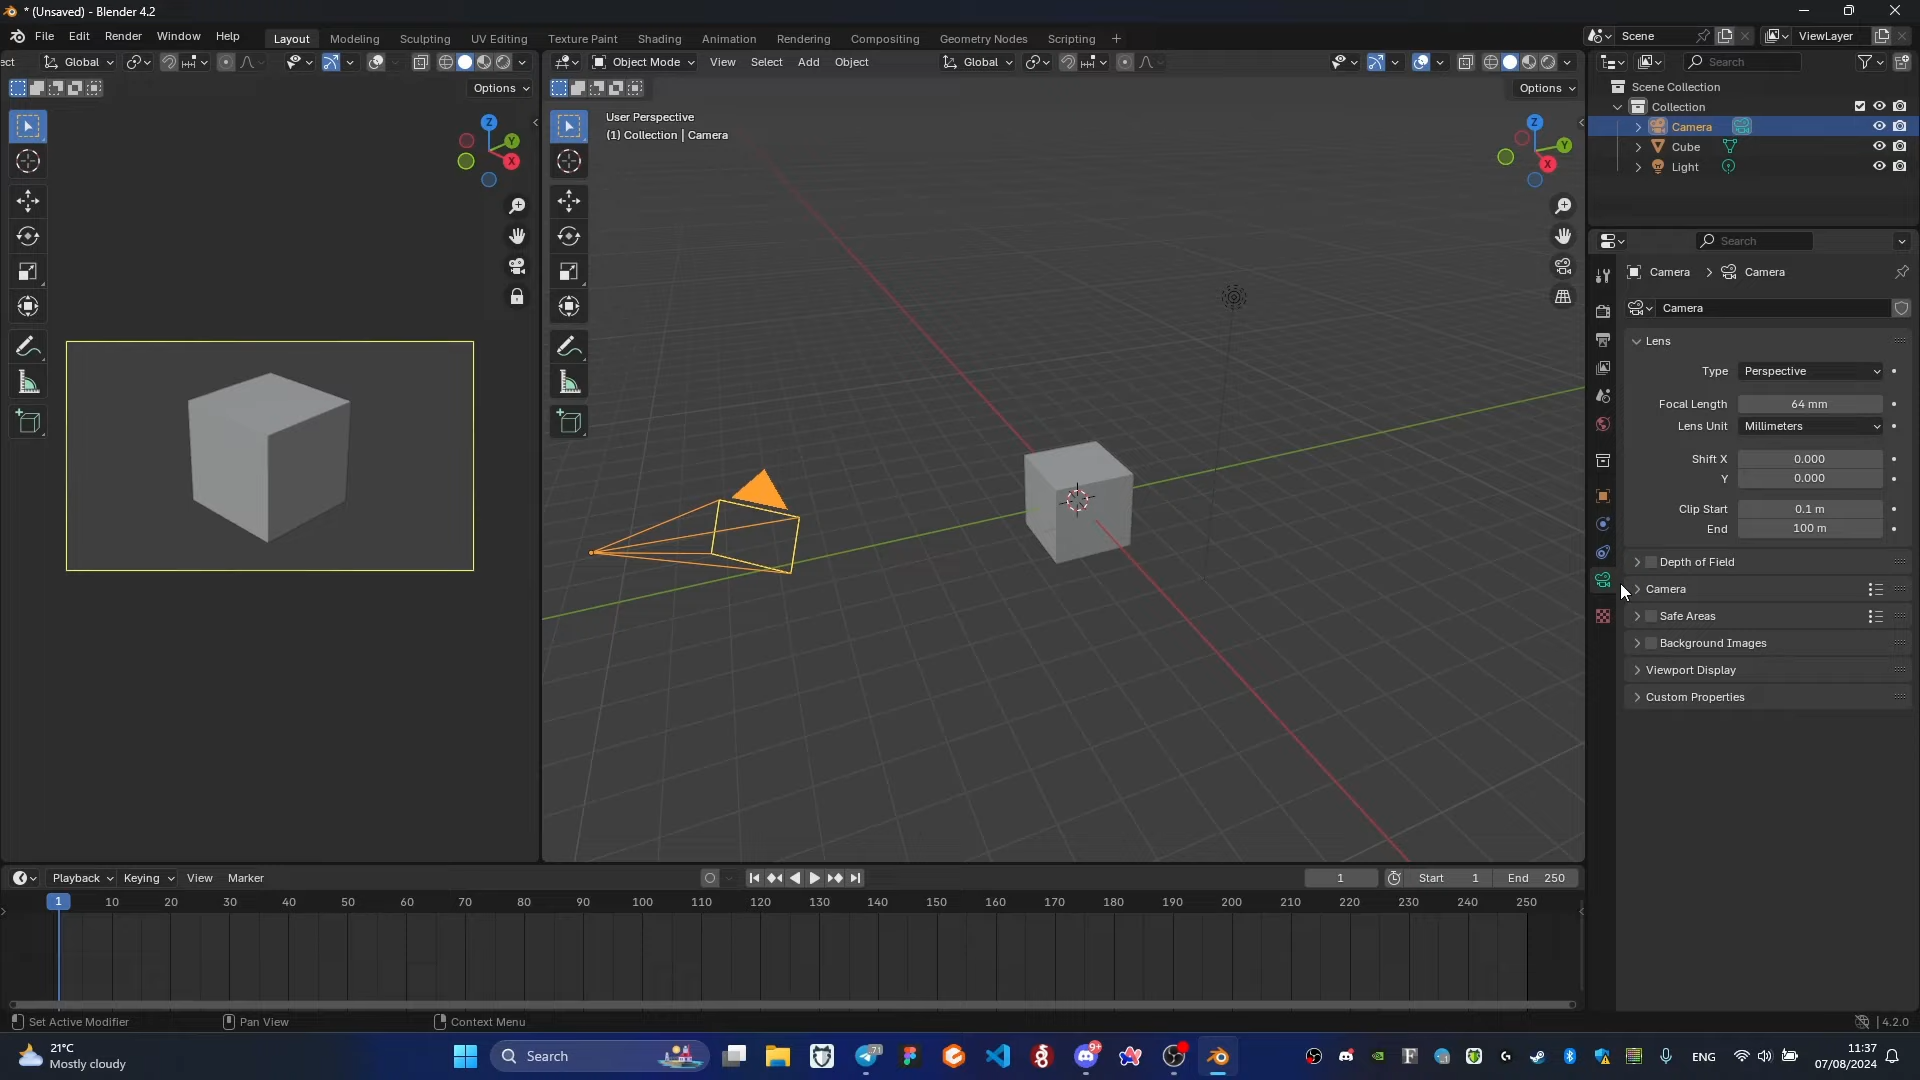 * (Unsaved) - Blender 4.2
File Edit Render Window Help Layout Modeling Sculpting UV Editing Texture Paint Shading Animation Rendering Compositing Geometry Nodes Scripting + Scene ViewLayer
ect Global Object Mode View Select Add Object Global Search
Options Options
Scene Collection
Collection
Camera
Cube
Light
User Perspective
(1) Collection | Camera
Z Y X
Z Y X
Search
Camera > Camera
Camera
Lens
Type Perspective
Focal Length 64 mm
Lens Unit Millimeters
Shift X 0.000
Y 0.000
Clip Start 0.1 m
End 100 m
Depth of Field
Camera
Safe Areas
Background Images
Viewport Display
Custom Properties
Playback Keying View Marker 1 Start 1 End 250
1 10 20 30 40 50 60 70 80 90 100 110 120 130 140 150 160 170 180 190 200 210 220 230 240 250
Set Active Modifier Pan View Context Menu 4.2.0
21°C
Mostly cloudy
Search
71
9+
ENG
11:37
07/08/2024